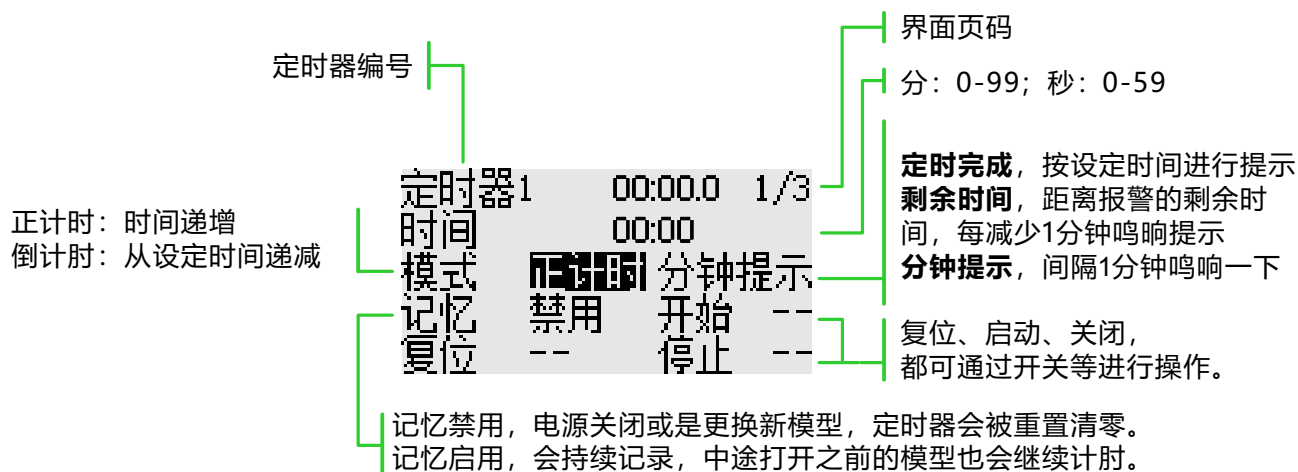 界面页码
定时器编号
分：0-99；秒：0-59
定时完成，按设定时间进行提示
剩余时间，距离报警的剩余时
间，每减少1分钟鸣响提示
分钟提示，间隔1分钟鸣响一下
定时器1 00:00.0 1/3
时间 00:00
模式 正计时 分钟提示
记忆 禁用 开始 --
复位 -- 停止 --
正计时：时间递增
倒计肘：从设定时间递减
复位、启动、关闭，
都可通过开关等进行操作。
记忆禁用，电源关闭或是更换新模型，定时器会被重置清零。
记忆启用，会持续记录，中途打开之前的模型也会继续计肘。